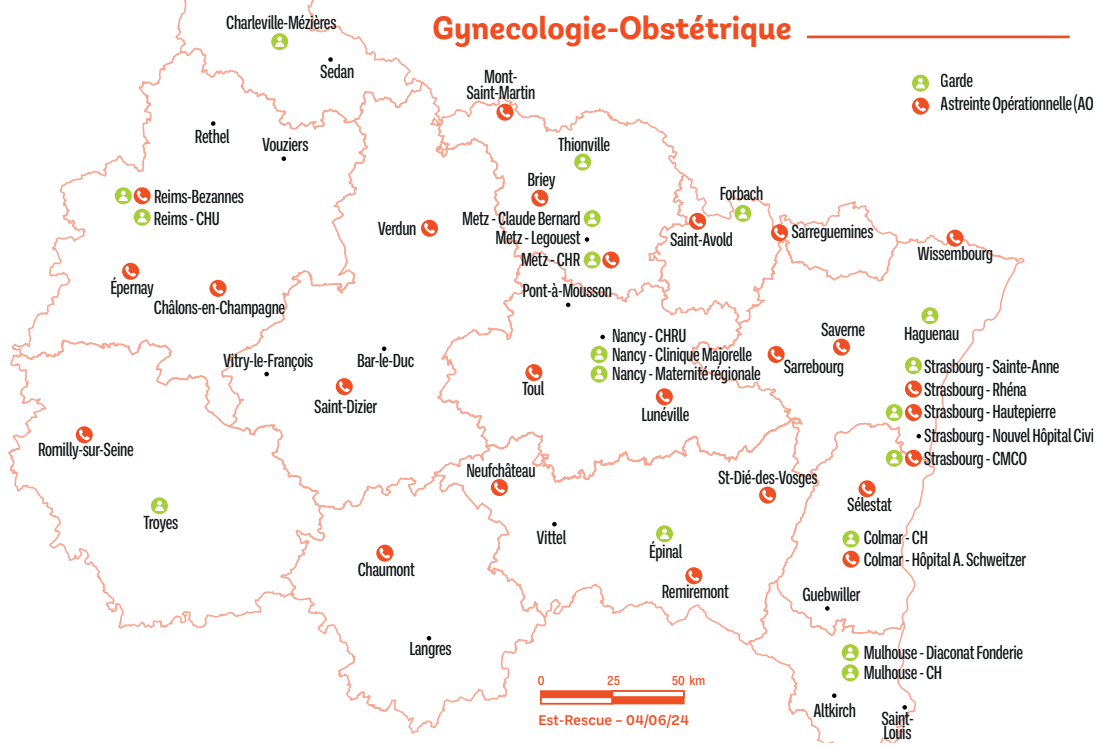 Gynecologie-Obstétrique
Garde
Astreinte Opérationnelle (AO
Charleville-Mézières
Sedan
Mont-
Saint-Martin
Rethel
Vouziers
Thionville
Briey
Forbach
Reims-Bezannes
Reims - CHU
Verdun
Metz - Claude Bernard
Metz - Legouest
Metz - CHR
Saint-Avold
Sarreguemines
Wissembourg
Épernay
Châlons-en-Champagne
Pont-à-Mousson
Haguenau
Saverne
Sarrebourg
Nancy - CHRU
Nancy - Clinique Majorelle
Nancy - Maternité régionale
Vitry-le-François
Bar-le-Duc
Saint-Dizier
Toul
Lunéville
Strasbourg - Sainte-Anne
Strasbourg - Rhéna
Strasbourg - Hautepierre
Strasbourg - Nouvel Hôpital Civi
Strasbourg - CMCO
Romilly-sur-Seine
Neufchâteau
St-Dié-des-Vosges
Sélestat
Troyes
Vittel
Épinal
Colmar - CH
Colmar - Hôpital A. Schweitzer
Chaumont
Remiremont
Guebwiller
Langres
Mulhouse - Diaconat Fonderie
Mulhouse - CH
Altkirch
Saint-
Louis
0 25 50 km
Est-Rescue – 04/06/24